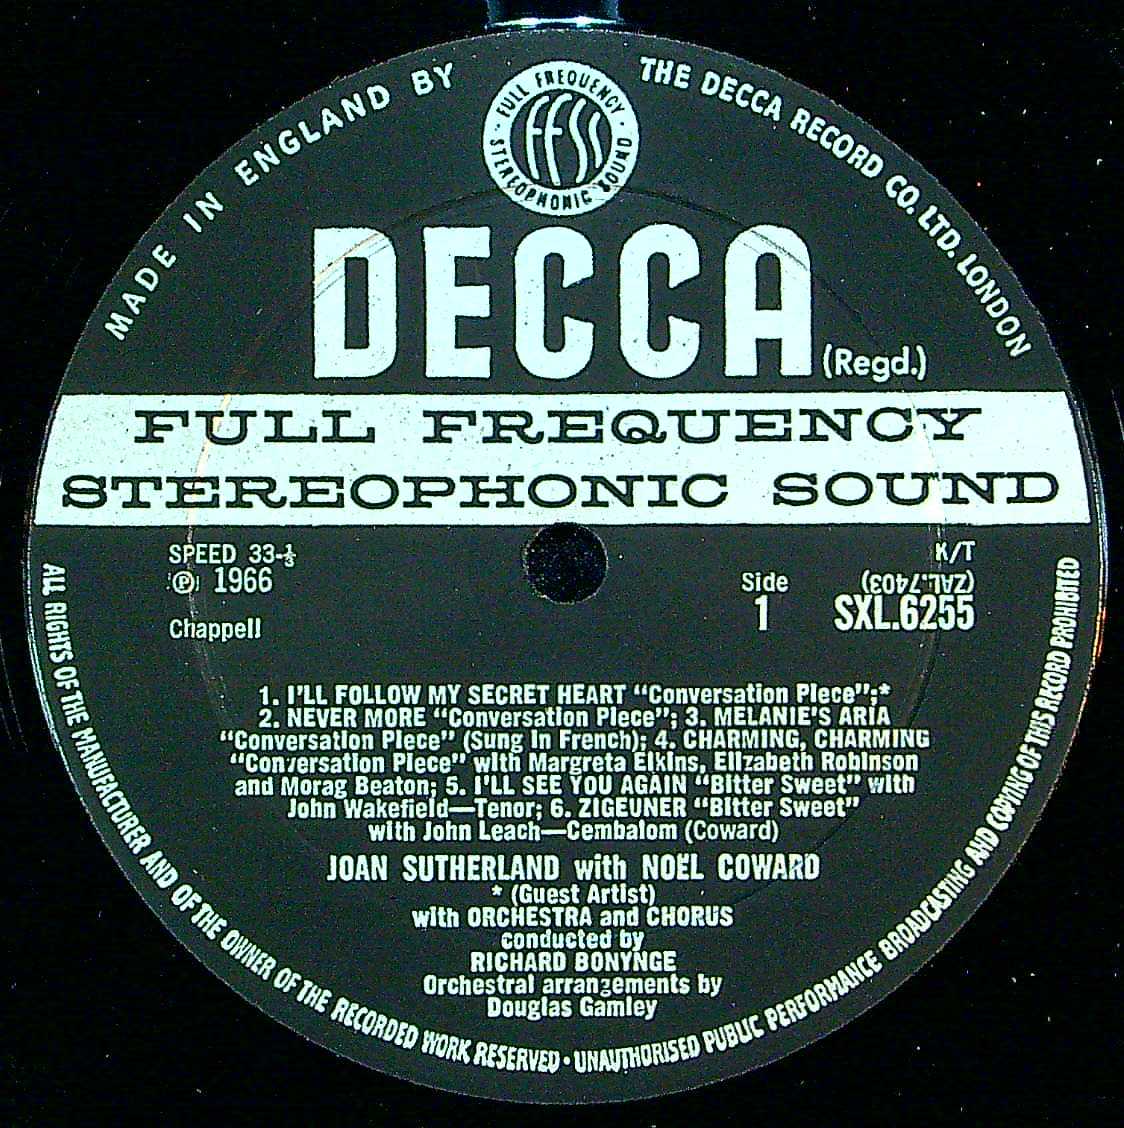 MADE IN ENGLAND BY
THE DECCA RECORD CO. LTD. LONDON
FULL FREQUENCY
STEREOPHONIC SOUND
FFSS
DECCA (Regd.)
FULL FREQUENCY
STEREOPHONIC SOUND
SPEED 33-⅓
Ⓟ 1966
Chappell
K/T
(ZAL.7403)
Side
1
SXL.6255
1. I'LL FOLLOW MY SECRET HEART "Conversation Piece";*
2. NEVER MORE "Conversation Piece"; 3. MELANIE'S ARIA
"Conversation Piece" (Sung in French); 4. CHARMING, CHARMING
"Conversation Piece" with Margreta Elkins, Elizabeth Robinson
and Morag Beaton; 5. I'LL SEE YOU AGAIN "Bitter Sweet" with
John Wakefield—Tenor; 6. ZIGEUNER "Bitter Sweet"
with John Leach—Cembalom (Coward)
JOAN SUTHERLAND with NOËL COWARD
* (Guest Artist)
with ORCHESTRA and CHORUS
conducted by
RICHARD BONYNGE
Orchestral arrangements by
Douglas Gamley
ALL RIGHTS OF THE MANUFACTURER AND OF THE OWNER OF THE RECORDED WORK RESERVED · UNAUTHORISED PUBLIC PERFORMANCE BROADCASTING AND COPYING OF THIS RECORD PROHIBITED